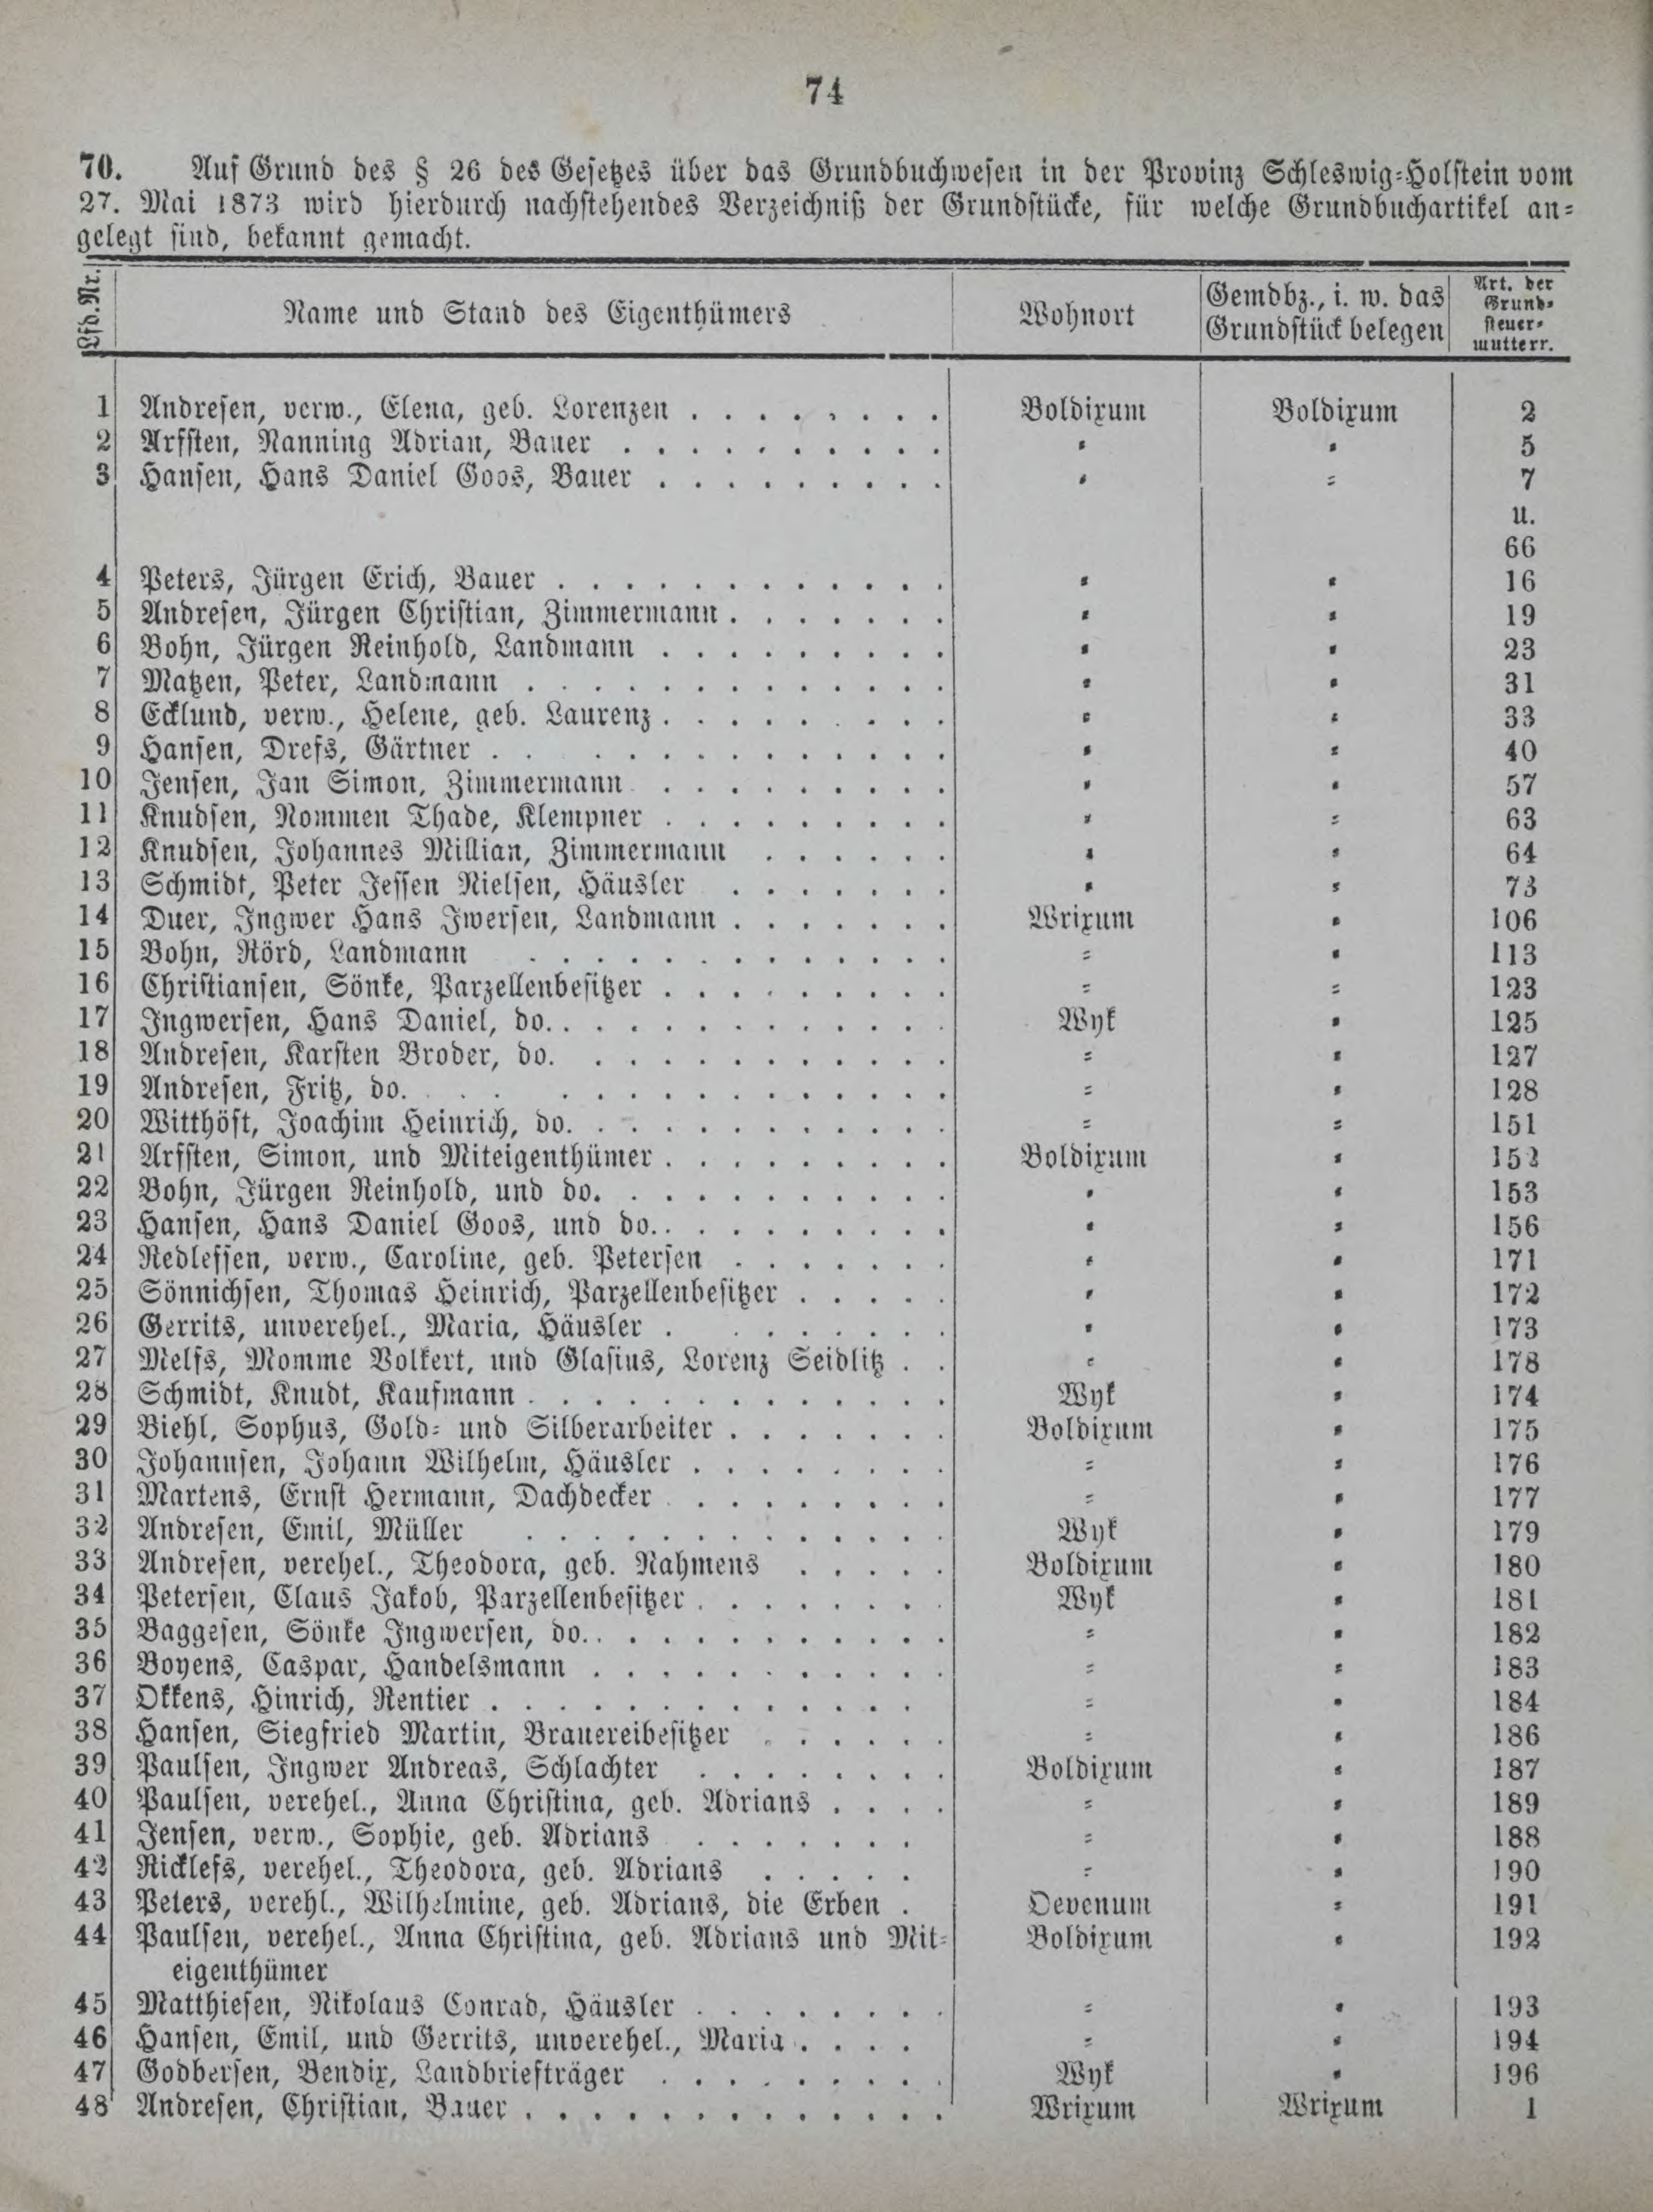 74
70. Auf Grund des § 26 des Gesetzes über das Grundbuchwesen in der Provinz Schleswig-Holstein vom
27. Mai 1873 wird hierdurch nachstehendes Verzeichniß der Grundstücke, für welche Grundbuchartikel an-
gelegt sind, bekannt gemacht.
Lfd. Nr. Name und Stand des Eigenthümers Wohnort Gemdbz., i. w. das Grundstück belegen Art. der Grund-steuer-mutterr.
1 Andresen, verw., Elena, geb. Lorenzen . . . . . . . . Boldixum Boldixum 2
2 Arfsten, Nanning Adrian, Bauer . . . . . . . . . . " " 5
3 Hansen, Hans Daniel Goos, Bauer . . . . . . . . . " " 7
u.
66
4 Peters, Jürgen Erich, Bauer . . . . . . . . . . . . " " 16
5 Andresen, Jürgen Christian, Zimmermann . . . . . . . " " 19
6 Bohn, Jürgen Reinhold, Landmann . . . . . . . . . " " 23
7 Matzen, Peter, Landmann . . . . . . . . . . . . . " " 31
8 Ecklund, verw., Helene, geb. Laurenz . . . . . . . . . " " 33
9 Hansen, Drefs, Gärtner . . . . . . . . . . . . . " " 40
10 Jensen, Jan Simon, Zimmermann . . . . . . . . . " " 57
11 Knudsen, Nommen Thade, Klempner . . . . . . . . . " " 63
12 Knudsen, Johannes Millian, Zimmermann . . . . . . " " 64
13 Schmidt, Peter Jessen Nielsen, Häusler . . . . . . . " " 73
14 Duer, Ingwer Hans Iwersen, Landmann . . . . . . . Wrixum " 106
15 Bohn, Rörd, Landmann . . . . . . . . . . . . . " " 113
16 Christiansen, Sönke, Parzellenbesitzer . . . . . . . . . " " 123
17 Ingwersen, Hans Daniel, do. . . . . . . . . . . . . Wyk " 125
18 Andresen, Karsten Broder, do. . . . . . . . . . . . " " 127
19 Andresen, Fritz, do. . . . . . . . . . . . . . . " " 128
20 Witthöft, Joachim Heinrich, do. . . . . . . . . . . . " " 151
21 Arfsten, Simon, und Miteigenthümer . . . . . . . . . Boldixum " 152
22 Bohn, Jürgen Reinhold, und do. . . . . . . . . . . " " 153
23 Hansen, Hans Daniel Goos, und do. . . . . . . . . . " " 156
24 Redlefsen, verw., Caroline, geb. Petersen . . . . . . . " " 171
25 Sönnichsen, Thomas Heinrich, Parzellenbesitzer . . . . . " " 172
26 Gerrits, unverehel., Maria, Häusler . . . . . . . . " " 173
27 Melfs, Momme Volkert, und Glasius, Lorenz Seidlitz . . " " 178
28 Schmidt, Knudt, Kaufmann . . . . . . . . . . . . . Wyk " 174
29 Biehl, Sophus, Gold- und Silberarbeiter . . . . . . . Boldixum " 175
30 Johannsen, Johann Wilhelm, Häusler . . . . . . . . " " 176
31 Martens, Ernst Hermann, Dachdecker . . . . . . . . " " 177
32 Andresen, Emil, Müller . . . . . . . . . . . . . Wyk " 179
33 Andresen, verehel., Theodora, geb. Nahmens . . . . . Boldixum " 180
34 Petersen, Claus Jakob, Parzellenbesitzer . . . . . . . . Wyk " 181
35 Baggesen, Sönke Ingwersen, do. . . . . . . . . . . . " " 182
36 Boyens, Caspar, Handelsmann . . . . . . . . . . . " " 183
37 Okkens, Hinrich, Rentier . . . . . . . . . . . . . " " 184
38 Hansen, Siegfried Martin, Brauereibesitzer . . . . . . " " 186
39 Paulsen, Ingwer Andreas, Schlachter . . . . . . . . Boldixum " 187
40 Paulsen, verehel., Anna Christina, geb. Adrians . . . . " " 189
41 Jensen, verw., Sophie, geb. Adrians . . . . . . . " " 188
42 Ricklefs, verehel., Theodora, geb. Adrians . . . . . " " 190
43 Peters, verehl., Wilhelmine, geb. Adrians, die Erben . Oevenum " 191
44 Paulsen, verehel., Anna Christina, geb. Adrians und Mit- Boldixum " 192
eigenthümer
45 Matthiesen, Nikolaus Conrad, Häusler . . . . . . . . " " 193
46 Hansen, Emil, und Gerrits, unverehel., Maria . . . . " " 194
47 Godbersen, Bendix, Landbriefträger . . . . . . . . . Wyk " 196
48 Andresen, Christian, Bauer . . . . . . . . . . . . . Wrixum Wrixum 1